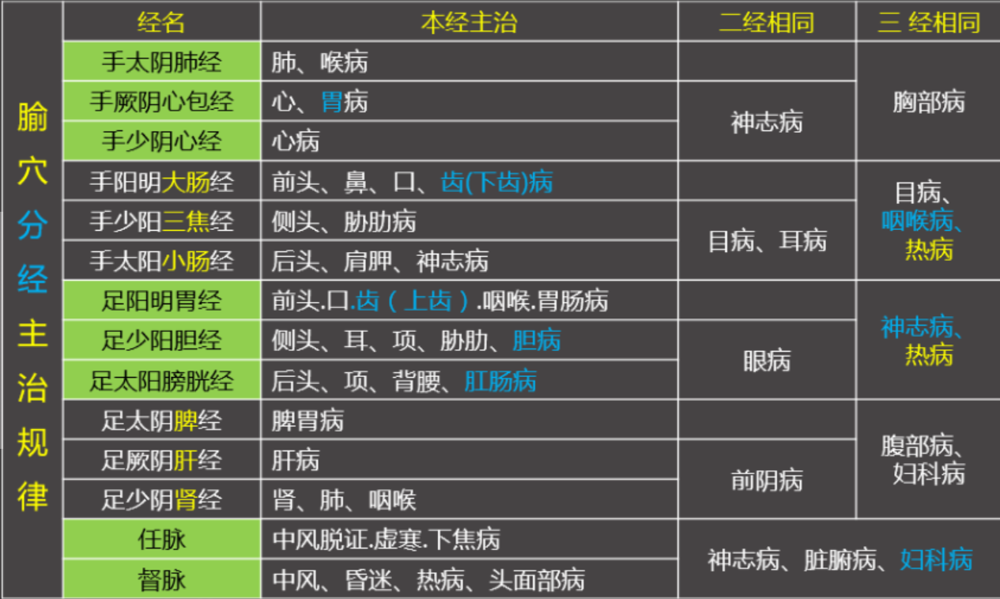 腧穴分经主治规律
经名 本经主治 二经相同 三 经相同
手太阴肺经 肺、喉病
手厥阴心包经 心、胃病
手少阴心经 心病
神志病
胸部病
手阳明大肠经 前头、鼻、口、齿(下齿)病
手少阳三焦经 侧头、胁肋病
手太阳小肠经 后头、肩胛、神志病
目病、耳病
目病、
咽喉病、
热病
足阳明胃经 前头.口.齿（上齿）.咽喉.胃肠病
足少阳胆经 侧头、耳、项、胁肋、胆病
足太阳膀胱经 后头、项、背腰、肛肠病
眼病
神志病、
热病
足太阴脾经 脾胃病
足厥阴肝经 肝病
足少阴肾经 肾、肺、咽喉
前阴病
腹部病、
妇科病
任脉 中风脱证.虚寒.下焦病
督脉 中风、昏迷、热病、头面部病
神志病、脏腑病、妇科病